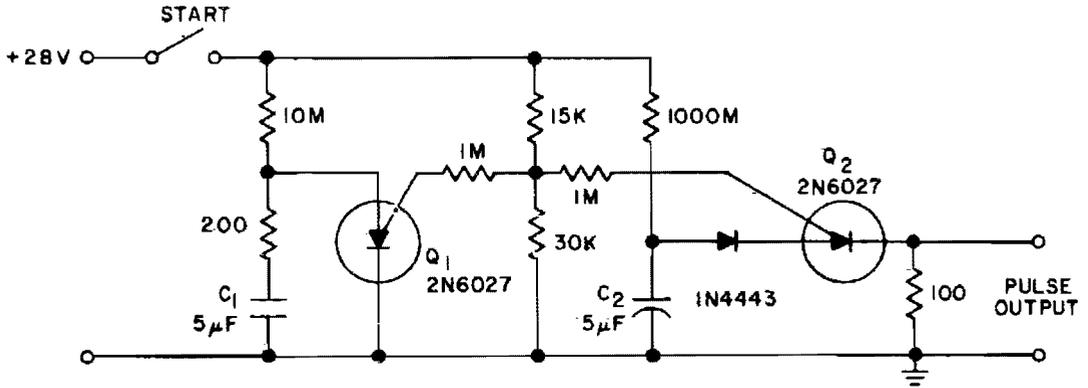 START
+28V
10M
15K
1000M
1M
1M
Q2
2N6027
200
Q1
2N6027
30K
C1
5µF
C2
5µF
1N4443
100
PULSE
OUTPUT